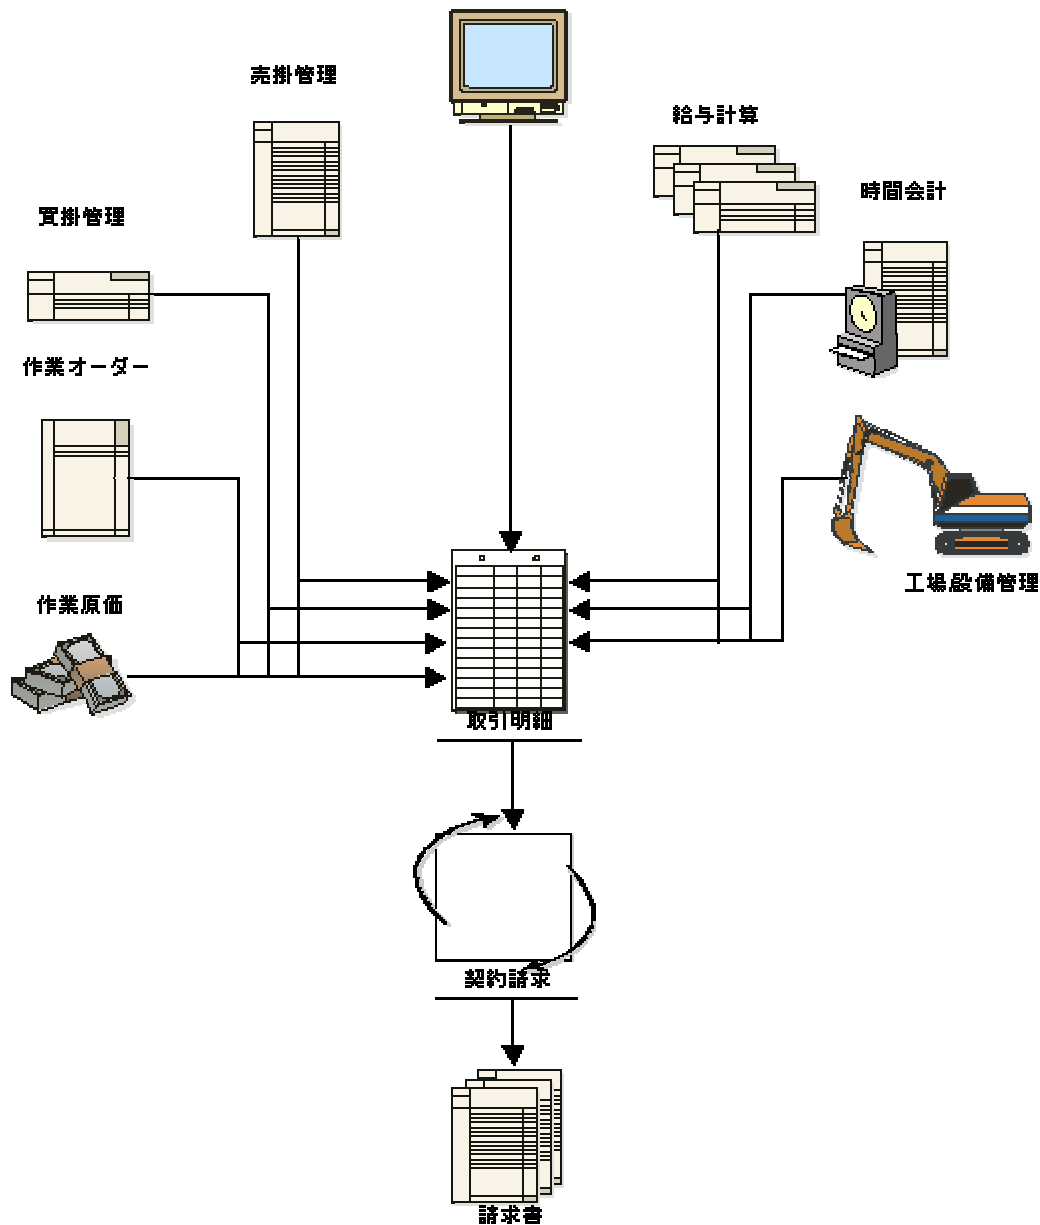 売掛管理
給与計算
時間会計
買掛管理
作業オーダー
工場設備管理
作業原価
取引明細
契約請求
請求書